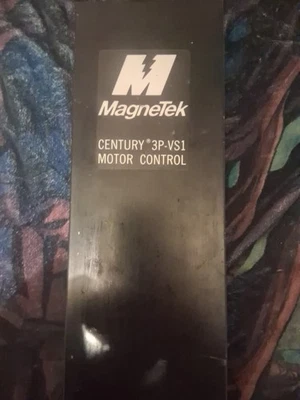 MagneTek
CENTURY® 3P-VS1
MOTOR CONTROL